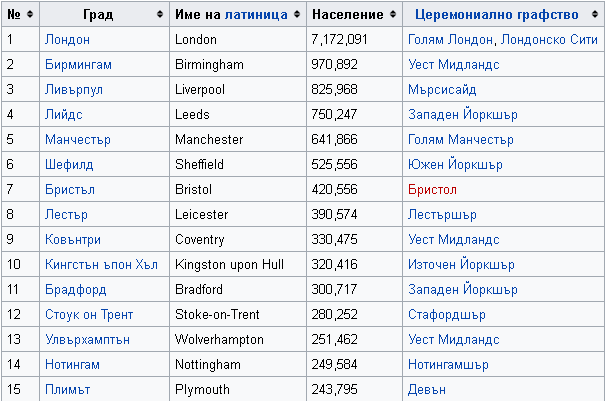 № Град Име на латиница Население Церемониално графство
1 Лондон London 7,172,091 Голям Лондон, Лондонско Сити
2 Бирмингам Birmingham 970,892 Уест Мидландс
3 Ливърпул Liverpool 825,968 Мърсисайд
4 Лийдс Leeds 750,247 Западен Йоркшър
5 Манчестър Manchester 641,866 Голям Манчестър
6 Шефилд Sheffield 525,556 Южен Йоркшър
7 Бристъл Bristol 420,556 Бристол
8 Лестър Leicester 390,574 Лестършър
9 Ковънтри Coventry 330,475 Уест Мидландс
10 Кингстън ъпон Хъл Kingston upon Hull 320,416 Източен Йоркшър
11 Брадфорд Bradford 300,717 Западен Йоркшър
12 Стоук он Трент Stoke-on-Trent 280,252 Стафордшър
13 Улвърхамптън Wolverhampton 251,462 Уест Мидландс
14 Нотингам Nottingham 249,584 Нотингамшър
15 Плимът Plymouth 243,795 Девън